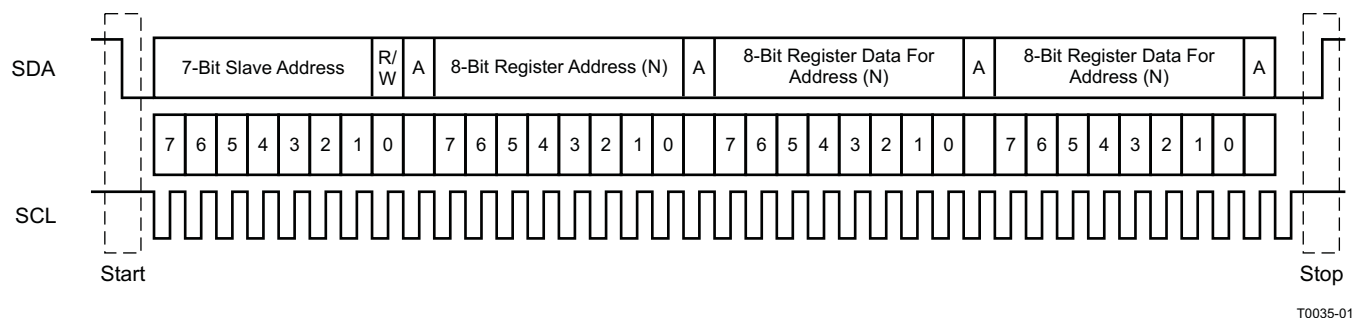 SDA
7-Bit Slave Address
R/
W
A
8-Bit Register Address (N)
A
8-Bit Register Data For
Address (N)
A
8-Bit Register Data For
Address (N)
A
7 6 5 4 3 2 1 0 7 6 5 4 3 2 1 0 7 6 5 4 3 2 1 0 7 6 5 4 3 2 1 0
SCL
Start
Stop
T0035-01